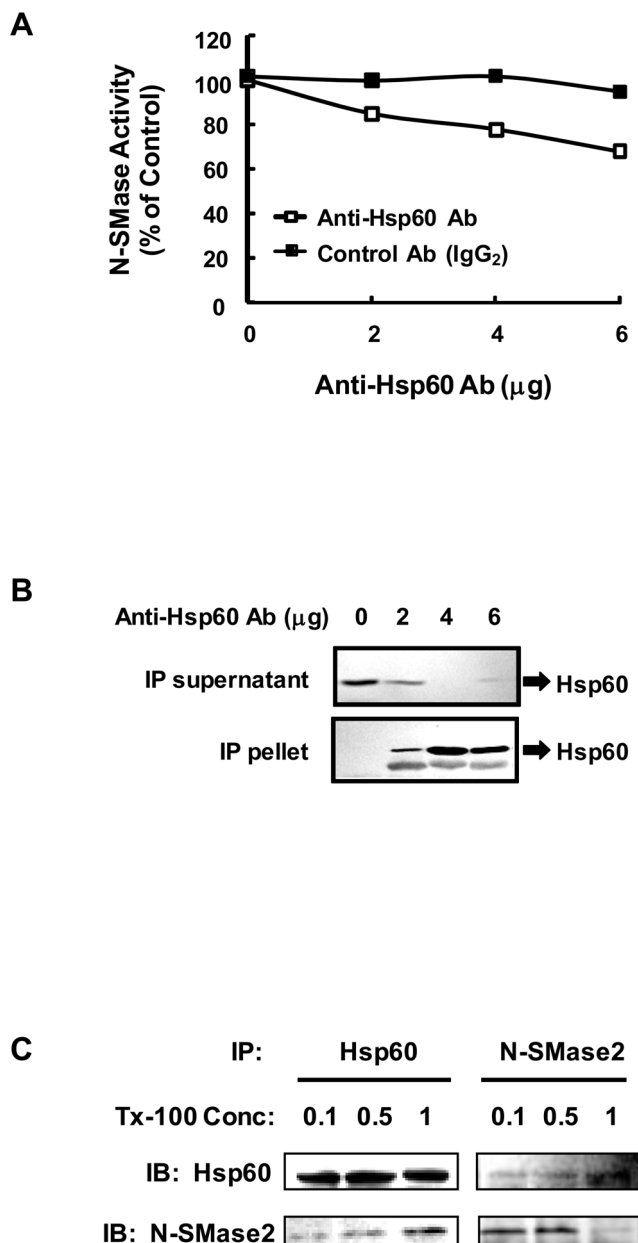 A
120
100
80
60
40
20
0
N-SMase Activity
(% of Control)
Anti-Hsp60 Ab
Control Ab (IgG₂)
0 2 4 6
Anti-Hsp60 Ab (μg)
B
Anti-Hsp60 Ab (μg) 0 2 4 6
IP supernatant Hsp60
IP pellet Hsp60
C
IP: Hsp60 N-SMase2
Tx-100 Conc: 0.1 0.5 1 0.1 0.5 1
IB: Hsp60
IB: N-SMase2